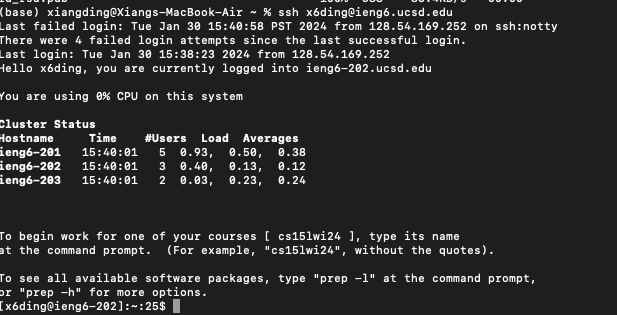 (base) xiangding@Xiangs-MacBook-Air ~ % ssh x6ding@ieng6.ucsd.edu
Last failed login: Tue Jan 30 15:40:58 PST 2024 from 128.54.169.252 on ssh:notty
There were 4 failed login attempts since the last successful login.
Last login: Tue Jan 30 15:38:23 2024 from 128.54.169.252
Hello x6ding, you are currently logged into ieng6-202.ucsd.edu
You are using 0% CPU on this system
Cluster Status
Hostname     Time    #Users  Load  Averages
ieng6-201   15:40:01   5  0.93,  0.50,  0.38
ieng6-202   15:40:01   3  0.40,  0.13,  0.12
ieng6-203   15:40:01   2  0.03,  0.23,  0.24
To begin work for one of your courses [ cs15lwi24 ], type its name
at the command prompt.  (For example, "cs15lwi24", without the quotes).
To see all available software packages, type "prep -l" at the command prompt,
or "prep -h" for more options.
[x6ding@ieng6-202]:~:25$